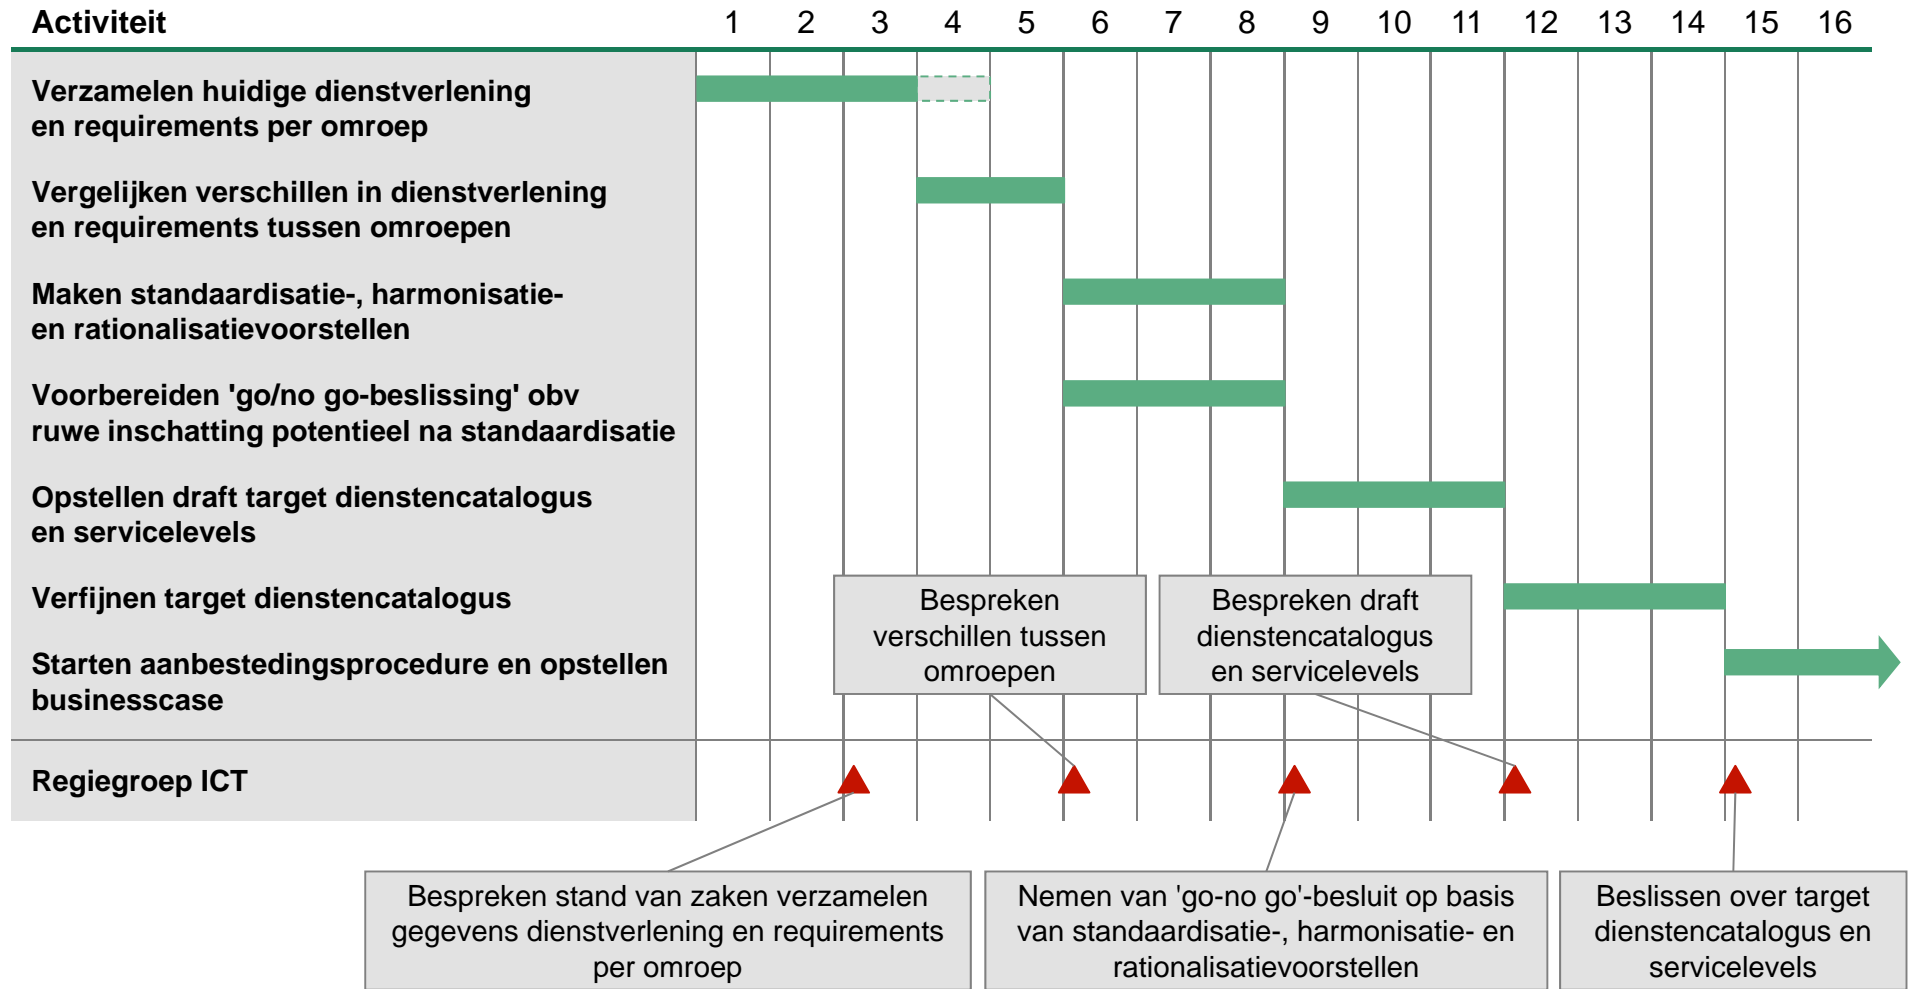 Activiteit 1 2 3 4 5 6 7 8 9 10 11 12 13 14 15 16
Verzamelen huidige dienstverlening
en requirements per omroep
Vergelijken verschillen in dienstverlening
en requirements tussen omroepen
Maken standaardisatie-, harmonisatie-
en rationalisatievoorstellen
Voorbereiden 'go/no go-beslissing' obv
ruwe inschatting potentieel na standaardisatie
Opstellen draft target dienstencatalogus
en servicelevels
Verfijnen target dienstencatalogus
Starten aanbestedingsprocedure en opstellen
businesscase
Bespreken
verschillen tussen
omroepen
Bespreken draft
dienstencatalogus
en servicelevels
Regiegroep ICT
Bespreken stand van zaken verzamelen
gegevens dienstverlening en requirements
per omroep
Nemen van 'go-no go'-besluit op basis
van standaardisatie-, harmonisatie- en
rationalisatievoorstellen
Beslissen over target
dienstencatalogus en
servicelevels